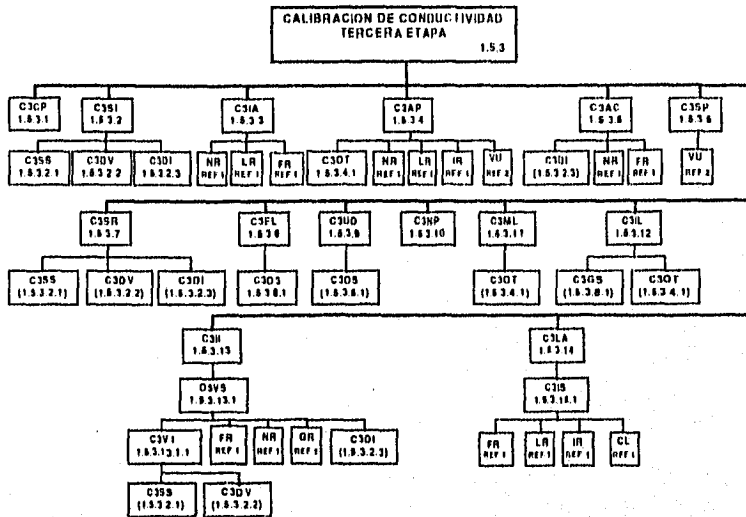 CALIBRACION DE CONDUCTIVIDAD
TERCERA ETAPA
1.5.3
C3CP
1.5.3.1
C3SI
1.5.3.2
C3IA
1.5.3.3
C3AP
1.5.3.4
C3AC
1.5.3.5
C3SP
1.5.3.6
C3SS
1.5.3.2.1
C3DV
1.5.3.2.2
C3DI
1.5.3.2.3
NR
REF 1
LR
REF 1
FR
REF 1
C3OT
1.5.3.4.1
NR
REF 1
LR
REF 1
IR
REF 1
VU
REF 2
C3DI
(1.5.3.2.3)
NR
REF 1
FR
REF 1
VU
REF 2
C3SR
1.5.3.7
C3FL
1.5.3.8
C3UD
1.5.3.9
C3NP
1.5.3.10
C3ML
1.5.3.11
C3IL
1.5.3.12
C3SS
(1.5.3.2.1)
C3DV
(1.5.3.2.2)
C3DI
(1.5.3.2.3)
C3DS
1.5.3.8.1
C3DS
(1.5.3.8.1)
C3OT
(1.5.3.4.1)
C3GS
(1.5.3.8.1)
C3OT
(1.5.3.4.1)
C3II
1.5.3.13
C3LA
1.5.3.14
D3VS
1.5.3.13.1
C3IS
1.5.3.14.1
C3VI
1.5.3.13.1.1
FR
REF 1
NR
REF 1
GR
REF 1
C3DI
(1.5.3.2.3)
FR
REF 1
LR
REF 1
IR
REF 1
CL
REF 1
C3SS
(1.5.3.2.1)
C3DV
(1.5.3.2.2)